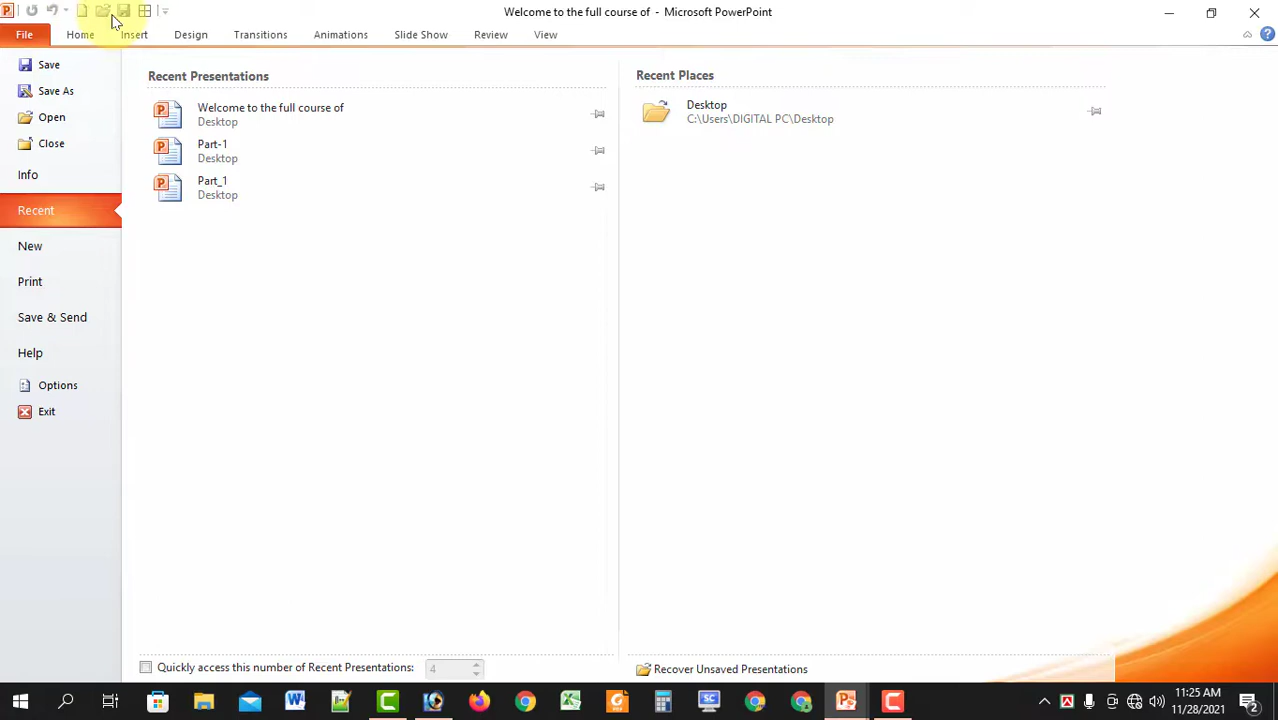 Welcome to the full course of - Microsoft PowerPoint
File Home Insert Design Transitions Animations Slide Show Review View
Save
Save As
Open
Close
Info
Recent
New
Print
Save & Send
Help
Options
Exit
Recent Presentations
Welcome to the full course of
Desktop
Part-1
Desktop
Part_1
Desktop
Quickly access this number of Recent Presentations: 4
Recent Places
Desktop
C:\Users\DIGITAL PC\Desktop
Recover Unsaved Presentations
11:25 AM
11/28/2021
2